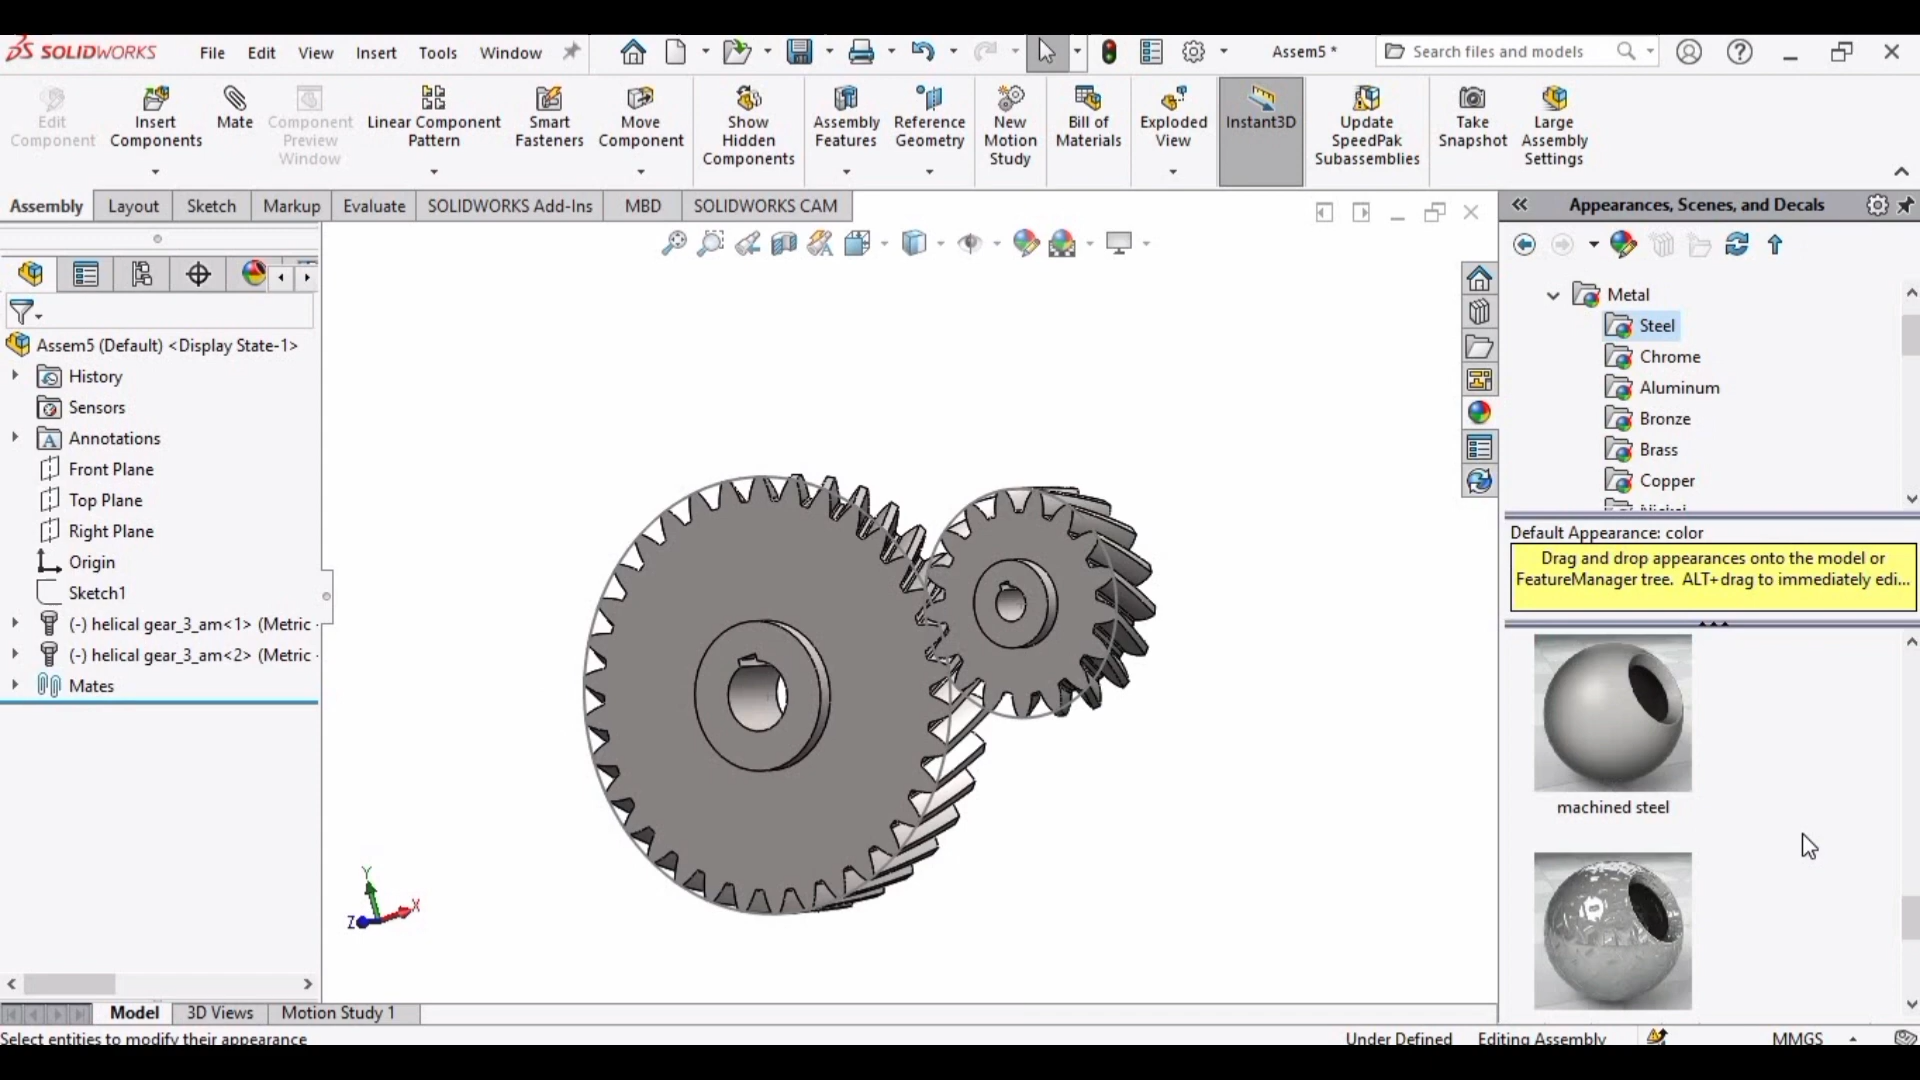 SOLIDWORKS File Edit View Insert Tools Window Assem5 * Search files and models
Edit Component
Insert Components
Mate
Component Preview Window
Linear Component Pattern
Smart Fasteners
Move Component
Show Hidden Components
Assembly Features
Reference Geometry
New Motion Study
Bill of Materials
Exploded View
Instant3D
Update SpeedPak Subassemblies
Take Snapshot
Large Assembly Settings
Assembly Layout Sketch Markup Evaluate SOLIDWORKS Add-Ins MBD SOLIDWORKS CAM
Assem5 (Default) <Display State-1>
History
Sensors
A Annotations
Front Plane
Top Plane
Right Plane
Origin
Sketch1
(-) helical gear_3_am<1> (Metric -
(-) helical gear_3_am<2> (Metric -
Mates
Y
X
Z
Appearances, Scenes, and Decals
Metal
Steel
Chrome
Aluminum
Bronze
Brass
Copper
Default Appearance: color
Drag and drop appearances onto the model or
FeatureManager tree. ALT+drag to immediately edi...
machined steel
Model 3D Views Motion Study 1
Select entities to modify their appearance Under Defined Editing Assembly MMGS